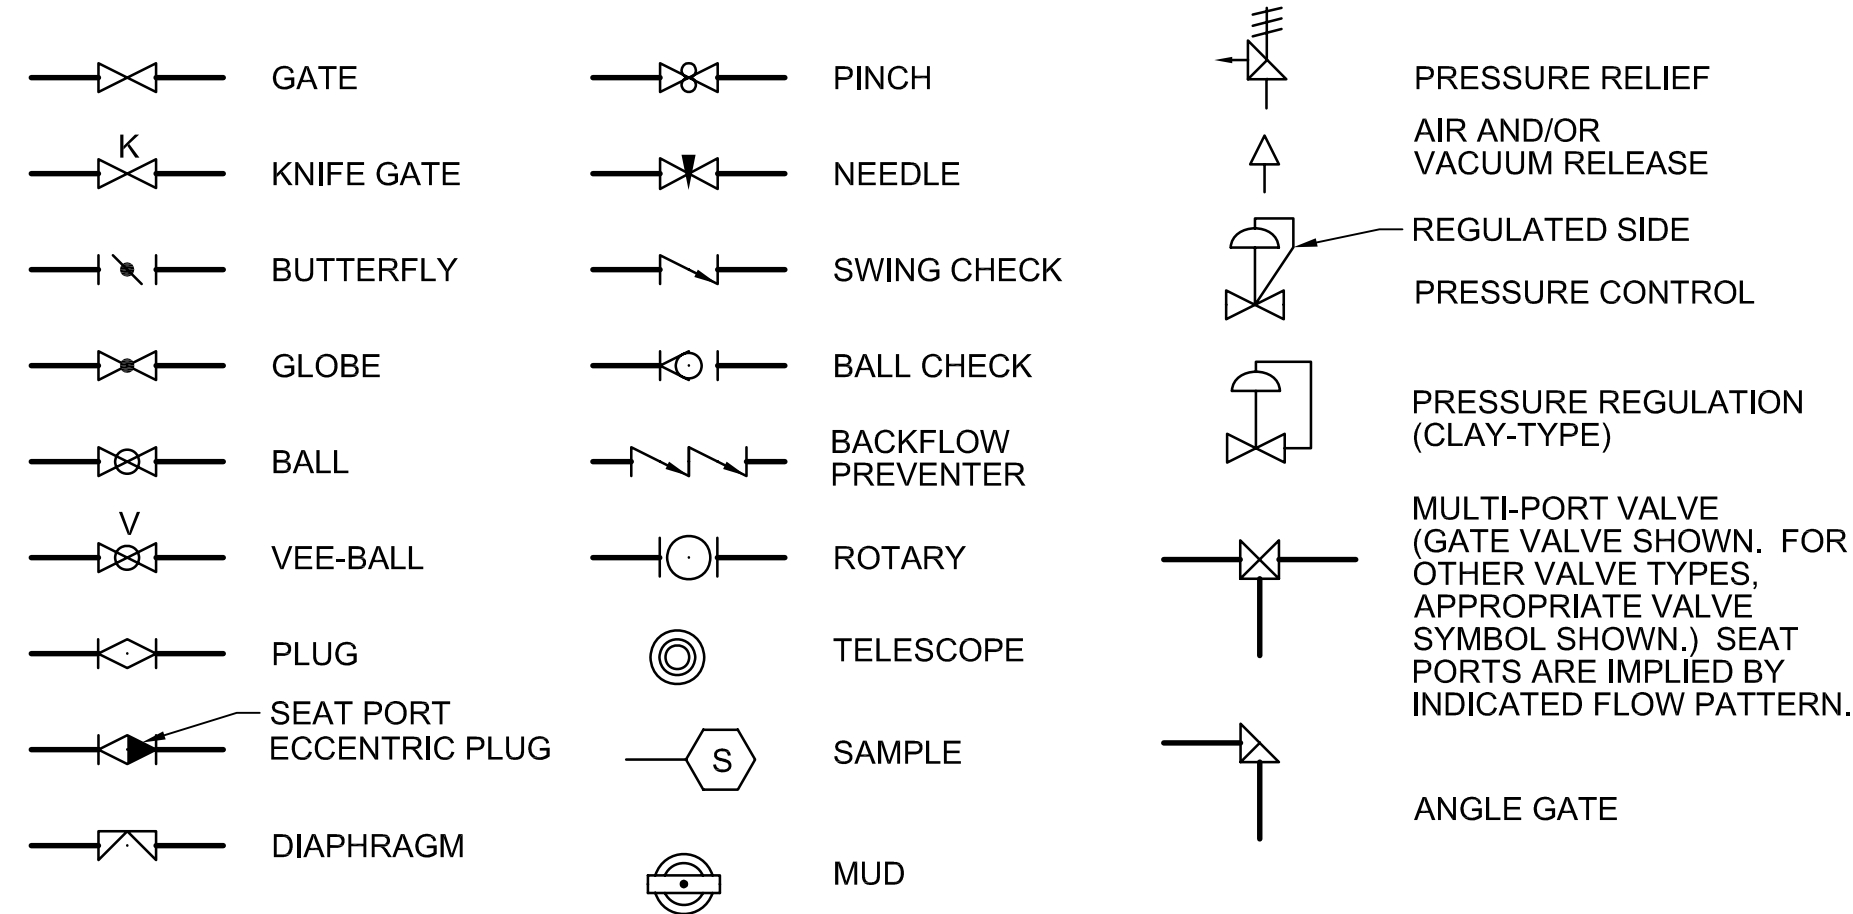 GATE
K
KNIFE GATE
BUTTERFLY
GLOBE
BALL
V
VEE-BALL
PLUG
SEAT PORT
ECCENTRIC PLUG
DIAPHRAGM
PINCH
NEEDLE
SWING CHECK
BALL CHECK
BACKFLOW
PREVENTER
ROTARY
TELESCOPE
S
SAMPLE
MUD
PRESSURE RELIEF
AIR AND/OR
VACUUM RELEASE
REGULATED SIDE
PRESSURE CONTROL
PRESSURE REGULATION
(CLAY-TYPE)
MULTI-PORT VALVE
(GATE VALVE SHOWN.  FOR
OTHER VALVE TYPES,
APPROPRIATE VALVE
SYMBOL SHOWN.)  SEAT
PORTS ARE IMPLIED BY
INDICATED FLOW PATTERN.
ANGLE GATE